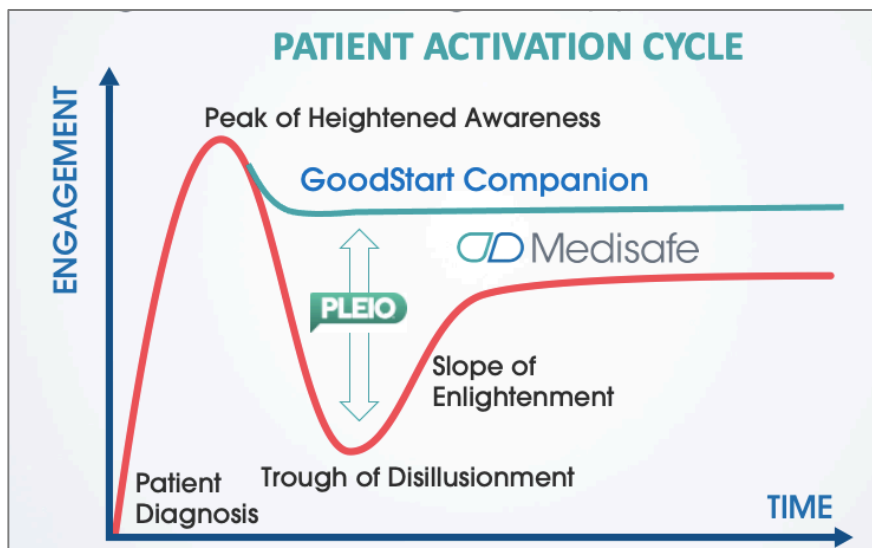 PATIENT ACTIVATION CYCLE
ENGAGEMENT
Peak of Heightened Awareness
GoodStart Companion
Medisafe
PLEIO
Slope of
Enlightenment
Trough of Disillusionment
Patient
Diagnosis
TIME